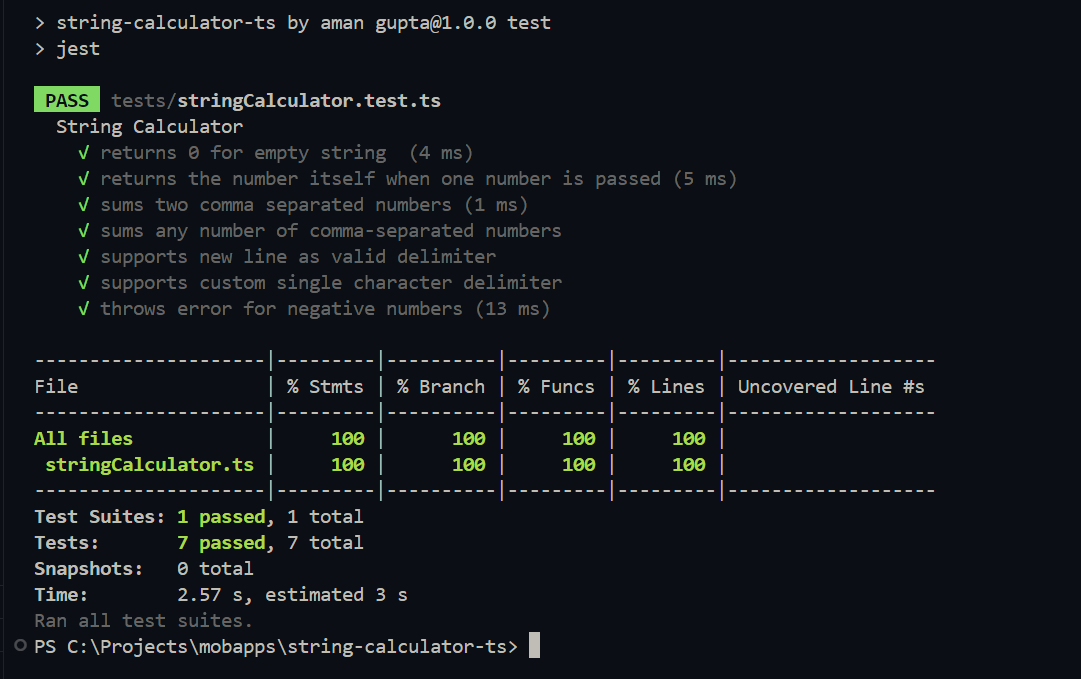 > string-calculator-ts by aman gupta@1.0.0 test
> jest
PASS tests/stringCalculator.test.ts
String Calculator
√ returns 0 for empty string  (4 ms)
√ returns the number itself when one number is passed (5 ms)
√ sums two comma separated numbers (1 ms)
√ sums any number of comma-separated numbers
√ supports new line as valid delimiter
√ supports custom single character delimiter
√ throws error for negative numbers (13 ms)
---------------------|---------|----------|---------|---------|-------------------
File                 | % Stmts | % Branch | % Funcs | % Lines | Uncovered Line #s
---------------------|---------|----------|---------|---------|-------------------
All files            |     100 |      100 |     100 |     100 |
 stringCalculator.ts |     100 |      100 |     100 |     100 |
---------------------|---------|----------|---------|---------|-------------------
Test Suites: 1 passed, 1 total
Tests:       7 passed, 7 total
Snapshots:   0 total
Time:        2.57 s, estimated 3 s
Ran all test suites.
PS C:\Projects\mobapps\string-calculator-ts>